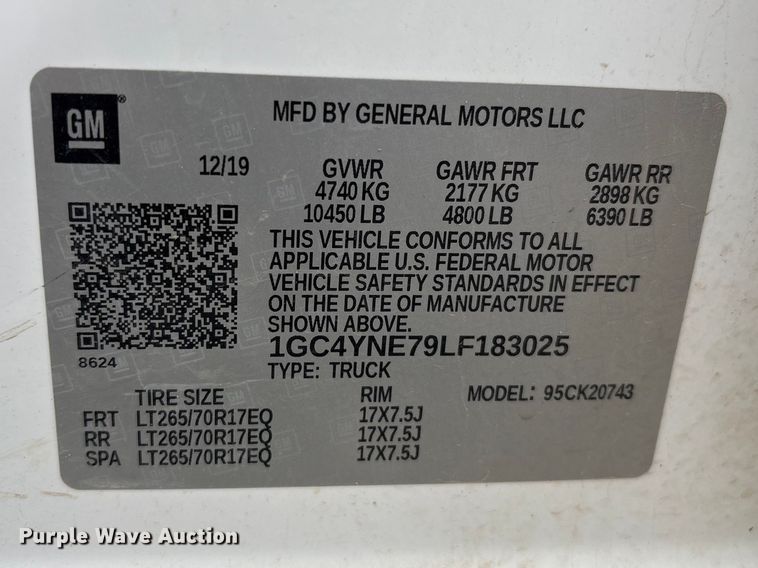 GM®
MFD BY GENERAL MOTORS LLC
12/19 GVWR GAWR FRT GAWR RR
4740 KG 2177 KG 2898 KG
10450 LB 4800 LB 6390 LB
THIS VEHICLE CONFORMS TO ALL
APPLICABLE U.S. FEDERAL MOTOR
VEHICLE SAFETY STANDARDS IN EFFECT
ON THE DATE OF MANUFACTURE
SHOWN ABOVE.
8624
1GC4YNE79LF183025
TYPE: TRUCK
TIRE SIZE RIM MODEL: 95CK20743
FRT LT265/70R17EQ 17X7.5J
RR LT265/70R17EQ 17X7.5J
SPA LT265/70R17EQ 17X7.5J
Purple Wave Auction